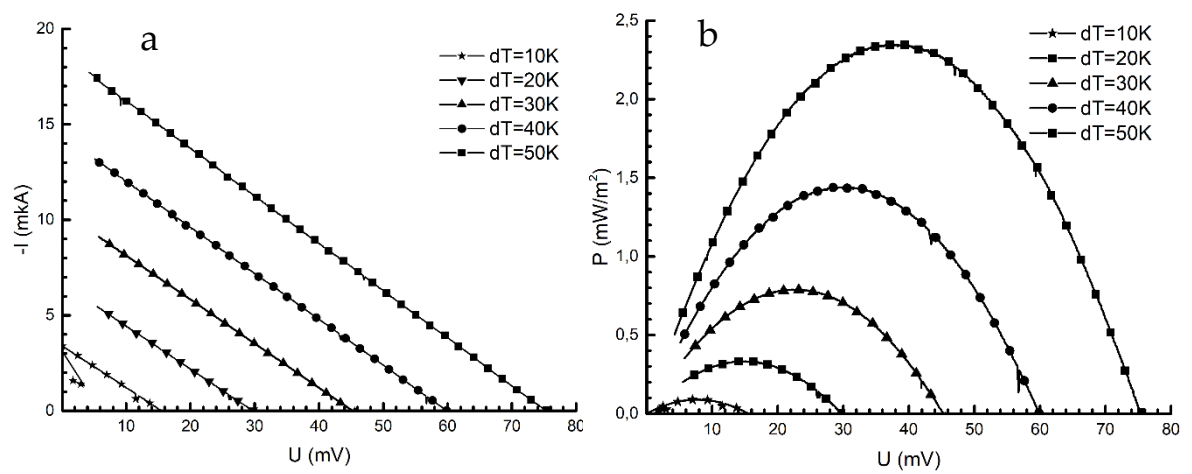 a
-I (mkA)
20
15
10
5
0
dT=10K
dT=20K
dT=30K
dT=40K
dT=50K
10 20 30 40 50 60 70 80
U (mV)
b
P (mW/m²)
2,5
2,0
1,5
1,0
0,5
0,0
dT=10K
dT=20K
dT=30K
dT=40K
dT=50K
10 20 30 40 50 60 70 80
U (mV)